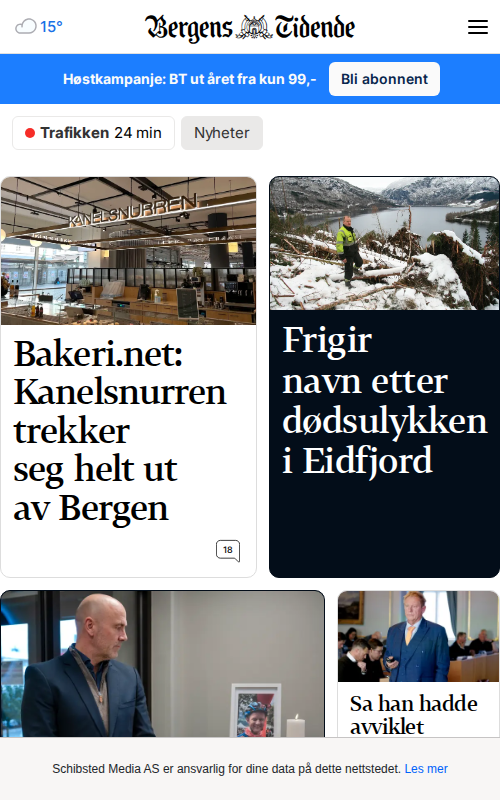 15°
Bergens Tidende
Høstkampanje: BT ut året fra kun 99,-
Bli abonnent
Trafikken 24 min
Nyheter
KANELSNURREN
Bakeri.net:
Kanelsnurren
trekker
seg helt ut
av Bergen
18
Frigir
navn etter
dødsulykken
i Eidfjord
Sa han hadde
avviklet
Schibsted Media AS er ansvarlig for dine data på dette nettstedet. Les mer